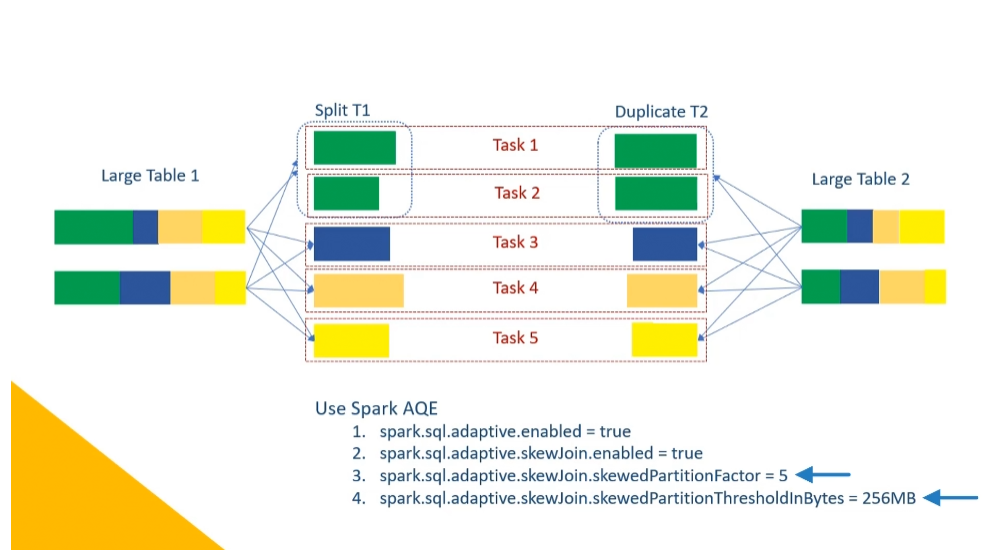 Split T1
Duplicate T2
Large Table 1
Large Table 2
Task 1
Task 2
Task 3
Task 4
Task 5
Use Spark AQE
1. spark.sql.adaptive.enabled = true
2. spark.sql.adaptive.skewJoin.enabled = true
3. spark.sql.adaptive.skewJoin.skewedPartitionFactor = 5
4. spark.sql.adaptive.skewJoin.skewedPartitionThresholdInBytes = 256MB